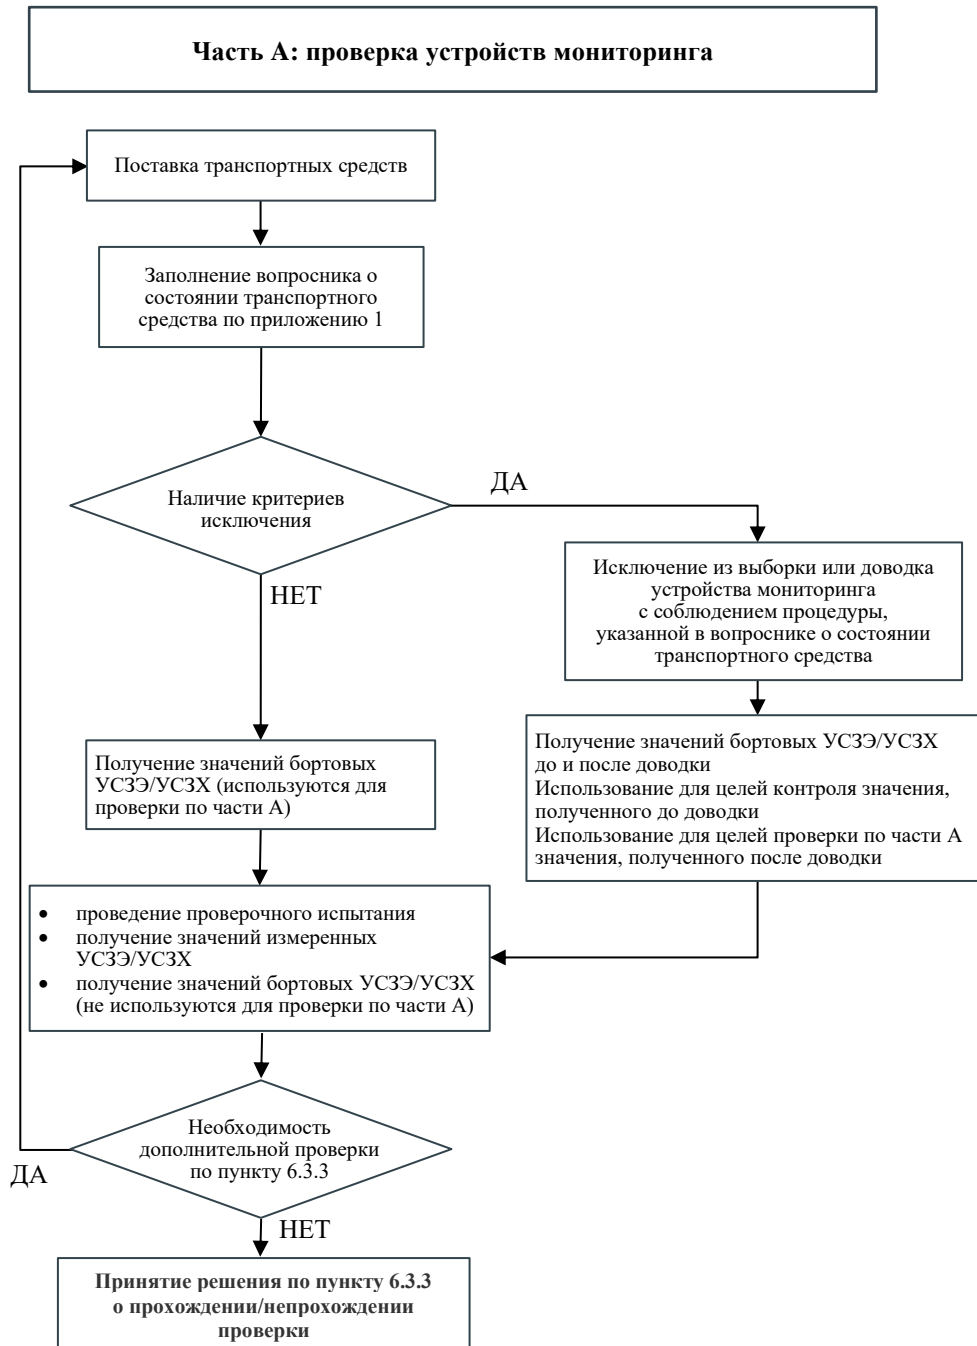 Часть А: проверка устройств мониторинга
Поставка транспортных средств
Заполнение вопросника о
состоянии транспортного
средства по приложению 1
Наличие критериев
исключения
ДА
НЕТ
Исключение из выборки или доводка
устройства мониторинга
с соблюдением процедуры,
указанной в вопроснике о состоянии
транспортного средства
Получение значений бортовых
УСЗЭ/УСЗХ (используются для
проверки по части А)
Получение значений бортовых УСЗЭ/УСЗХ
до и после доводки
Использование для целей контроля значения,
полученного до доводки
Использование для целей проверки по части А
значения, полученного после доводки
• проведение проверочного испытания
• получение значений измеренных
УСЗЭ/УСЗХ
• получение значений бортовых УСЗЭ/УСЗХ
(не используются для проверки по части А)
Необходимость
дополнительной проверки
по пункту 6.3.3
ДА
НЕТ
Принятие решения по пункту 6.3.3
о прохождении/непрохождении
проверки